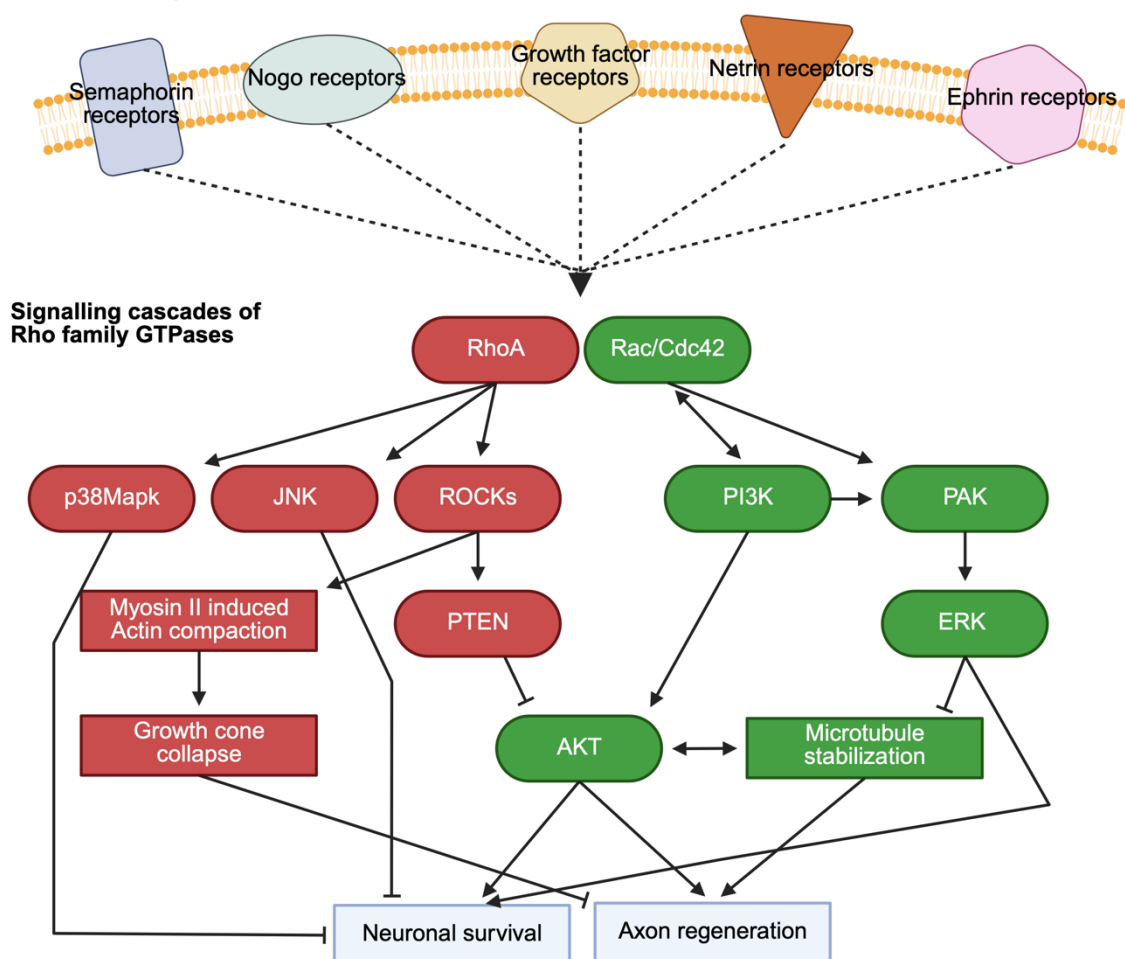 Semaphorin
receptors
Nogo receptors
Growth factor
receptors
Netrin receptors
Ephrin receptors
Signalling cascades of
Rho family GTPases
RhoA
Rac/Cdc42
p38Mapk
JNK
ROCKs
PI3K
PAK
Myosin II induced
Actin compaction
PTEN
ERK
Growth cone
collapse
AKT
Microtubule
stabilization
Neuronal survival
Axon regeneration